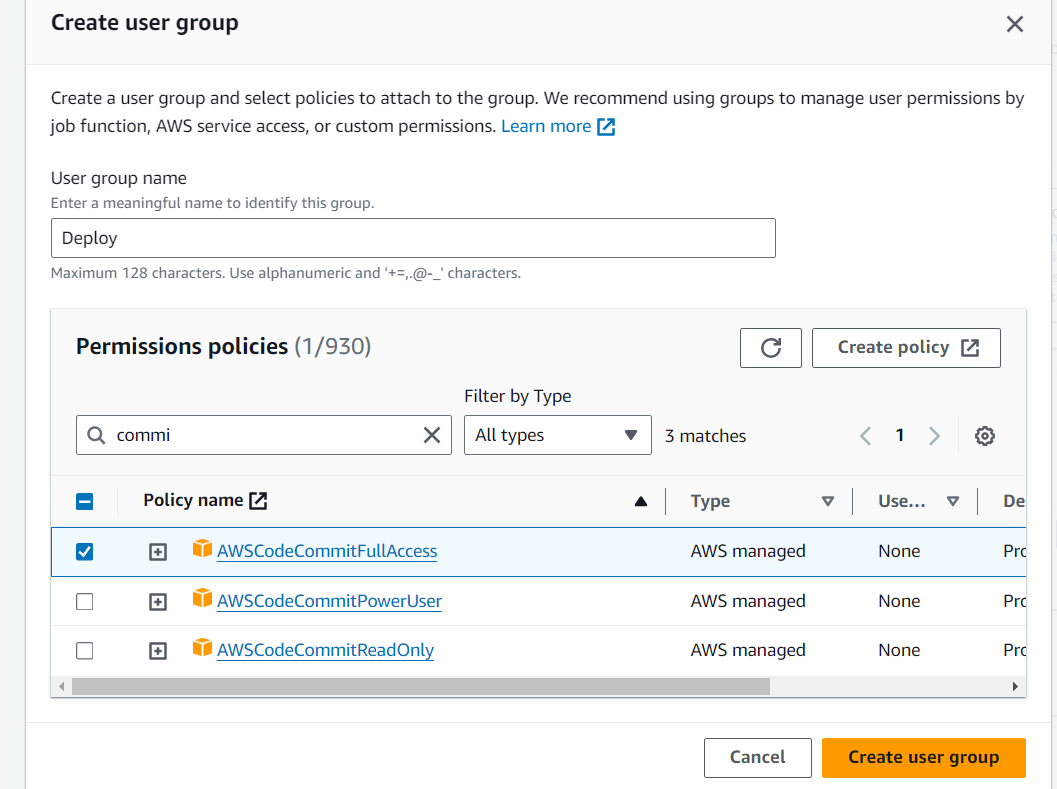 Create user group
Create a user group and select policies to attach to the group. We recommend using groups to manage user permissions by
job function, AWS service access, or custom permissions. Learn more
User group name
Enter a meaningful name to identify this group.
Deploy
Maximum 128 characters. Use alphanumeric and '+=,.@-_' characters.
Permissions policies (1/930)
Create policy
Filter by Type
commi
All types
3 matches
1
Policy name
Type
Use...
De
AWSCodeCommitFullAccess
AWS managed
None
Pro
AWSCodeCommitPowerUser
AWS managed
None
Pro
AWSCodeCommitReadOnly
AWS managed
None
Pro
Cancel
Create user group